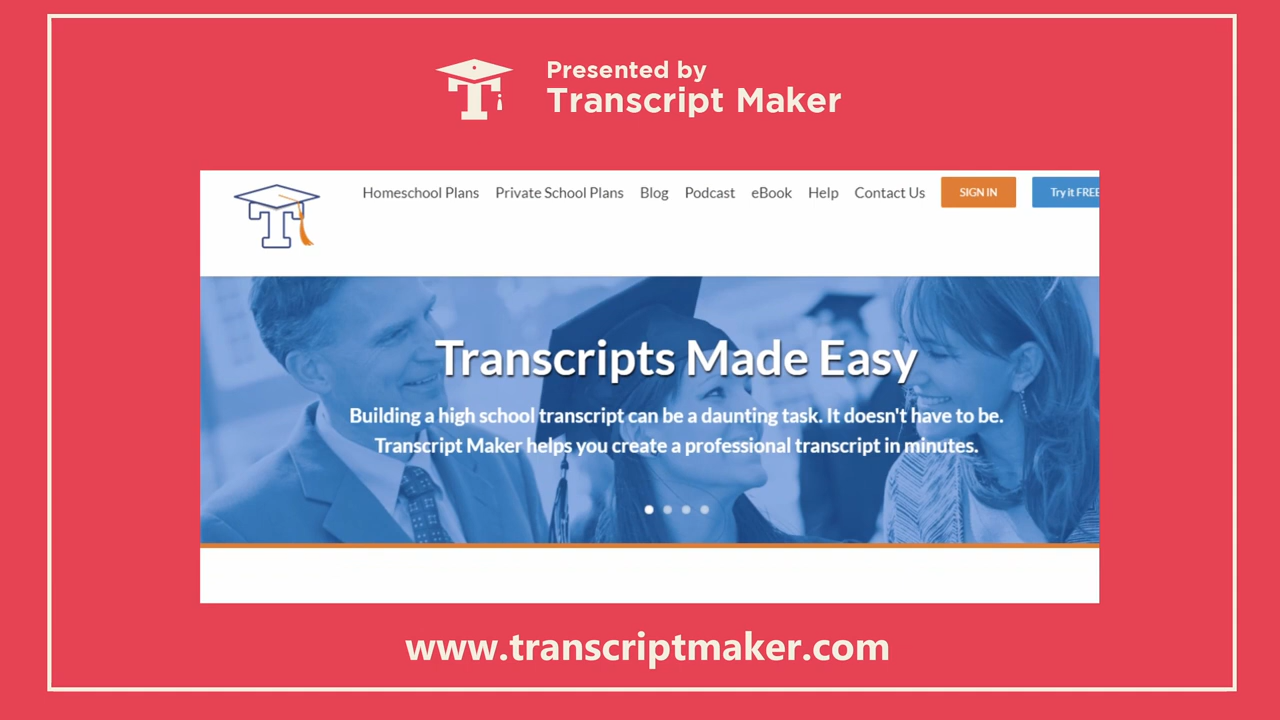 Presented by
Transcript Maker
Homeschool Plans Private School Plans Blog Podcast eBook Help Contact Us SIGN IN Try it FREE
Transcripts Made Easy
Building a high school transcript can be a daunting task. It doesn't have to be.
Transcript Maker helps you create a professional transcript in minutes.
www.transcriptmaker.com